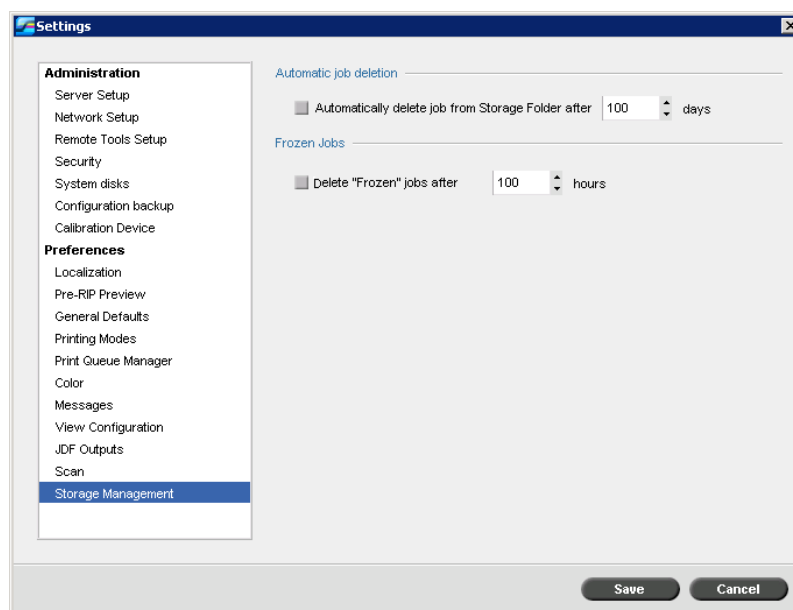 Settings
Administration
Server Setup
Network Setup
Remote Tools Setup
Security
System disks
Configuration backup
Calibration Device
Preferences
Localization
Pre-RIP Preview
General Defaults
Printing Modes
Print Queue Manager
Color
Messages
View Configuration
JDF Outputs
Scan
Storage Management
Automatic job deletion
Automatically delete job from Storage Folder after 100 days
Frozen Jobs
Delete "Frozen" jobs after 100 hours
Save Cancel